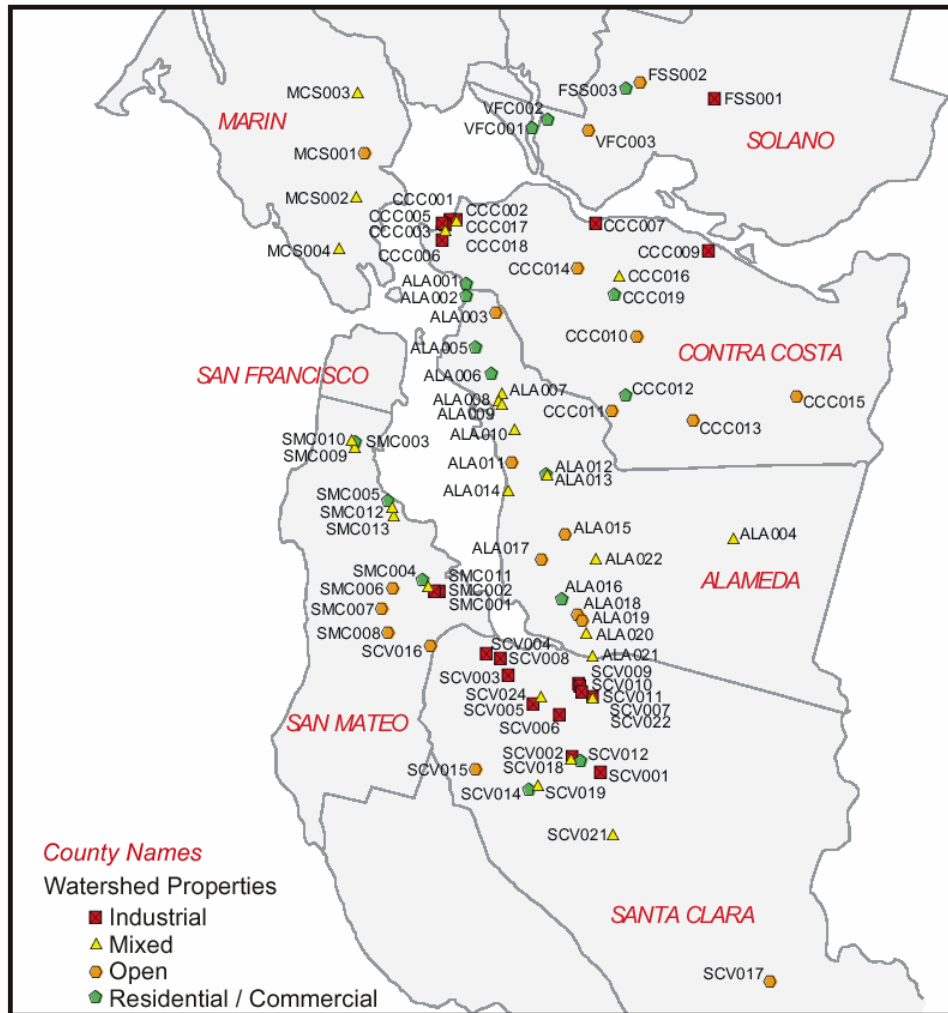 FSS002
FSS003
FSS001
MCS003
VFC002
MARIN
VFC001
VFC003
SOLANO
MCS001
MCS002
CCC001
CCC005
CCC002
CCC003
CCC017
CCC007
CCC006
CCC018
MCS004
CCC009
CCC014
CCC016
ALA001
ALA002
CCC019
ALA003
CCC010
ALA005
CONTRA COSTA
SAN FRANCISCO
ALA006
ALA007
ALA008
CCC012
CCC015
ALA009
CCC011
CCC013
ALA010
SMC010
SMC003
SMC009
ALA011
ALA012
ALA013
ALA014
SMC005
SMC012
SMC013
ALA015
ALA004
ALA017
ALA022
SMC004
SMC011
ALAMEDA
SMC006
SMC002
ALA016
SMC001
ALA018
SMC007
ALA019
SMC008
ALA020
SCV016
SCV004
SCV008
ALA021
SCV009
SCV003
SCV010
SCV024
SCV011
SCV005
SCV007
SCV006
SCV022
SAN MATEO
SCV002
SCV012
SCV018
SCV015
SCV001
SCV014
SCV019
SCV021
County Names
Watershed Properties
Industrial
Mixed
Open
Residential / Commercial
SANTA CLARA
SCV017